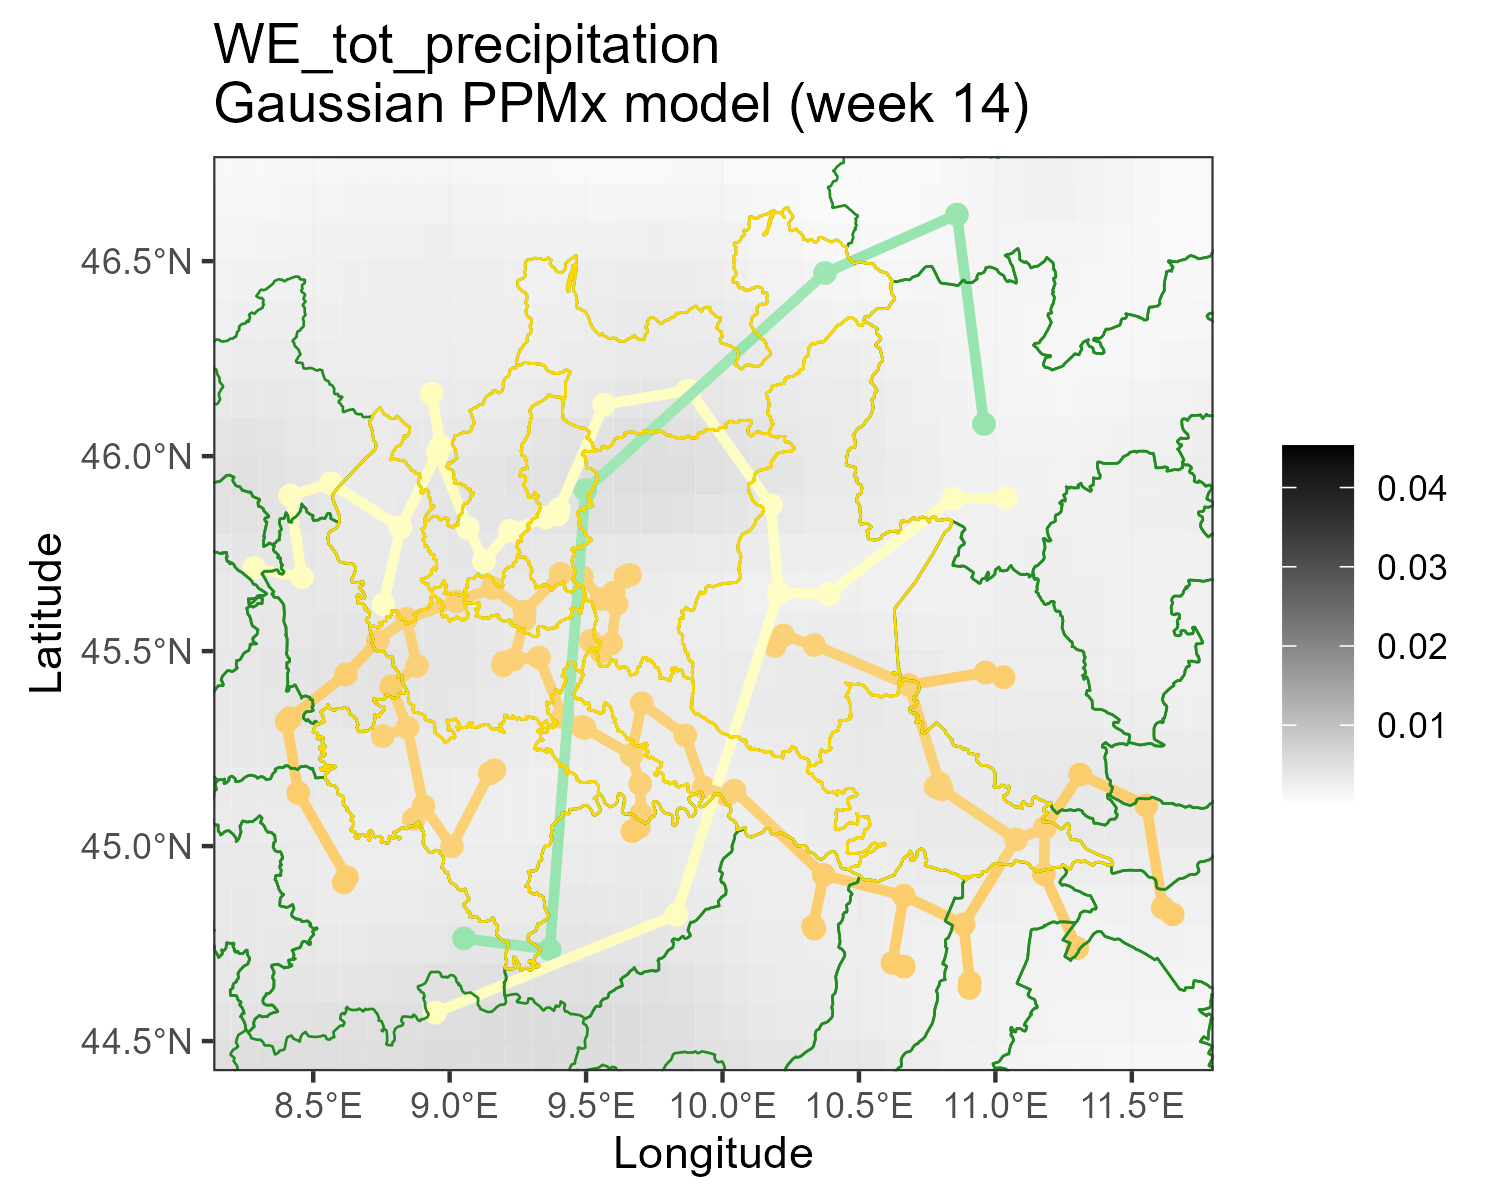 WE_tot_precipitation
Gaussian PPMx model (week 14)
Latitude
46.5°N
46.0°N
45.5°N
45.0°N
44.5°N
8.5°E
9.0°E
9.5°E
10.0°E
10.5°E
11.0°E
11.5°E
Longitude
0.04
0.03
0.02
0.01